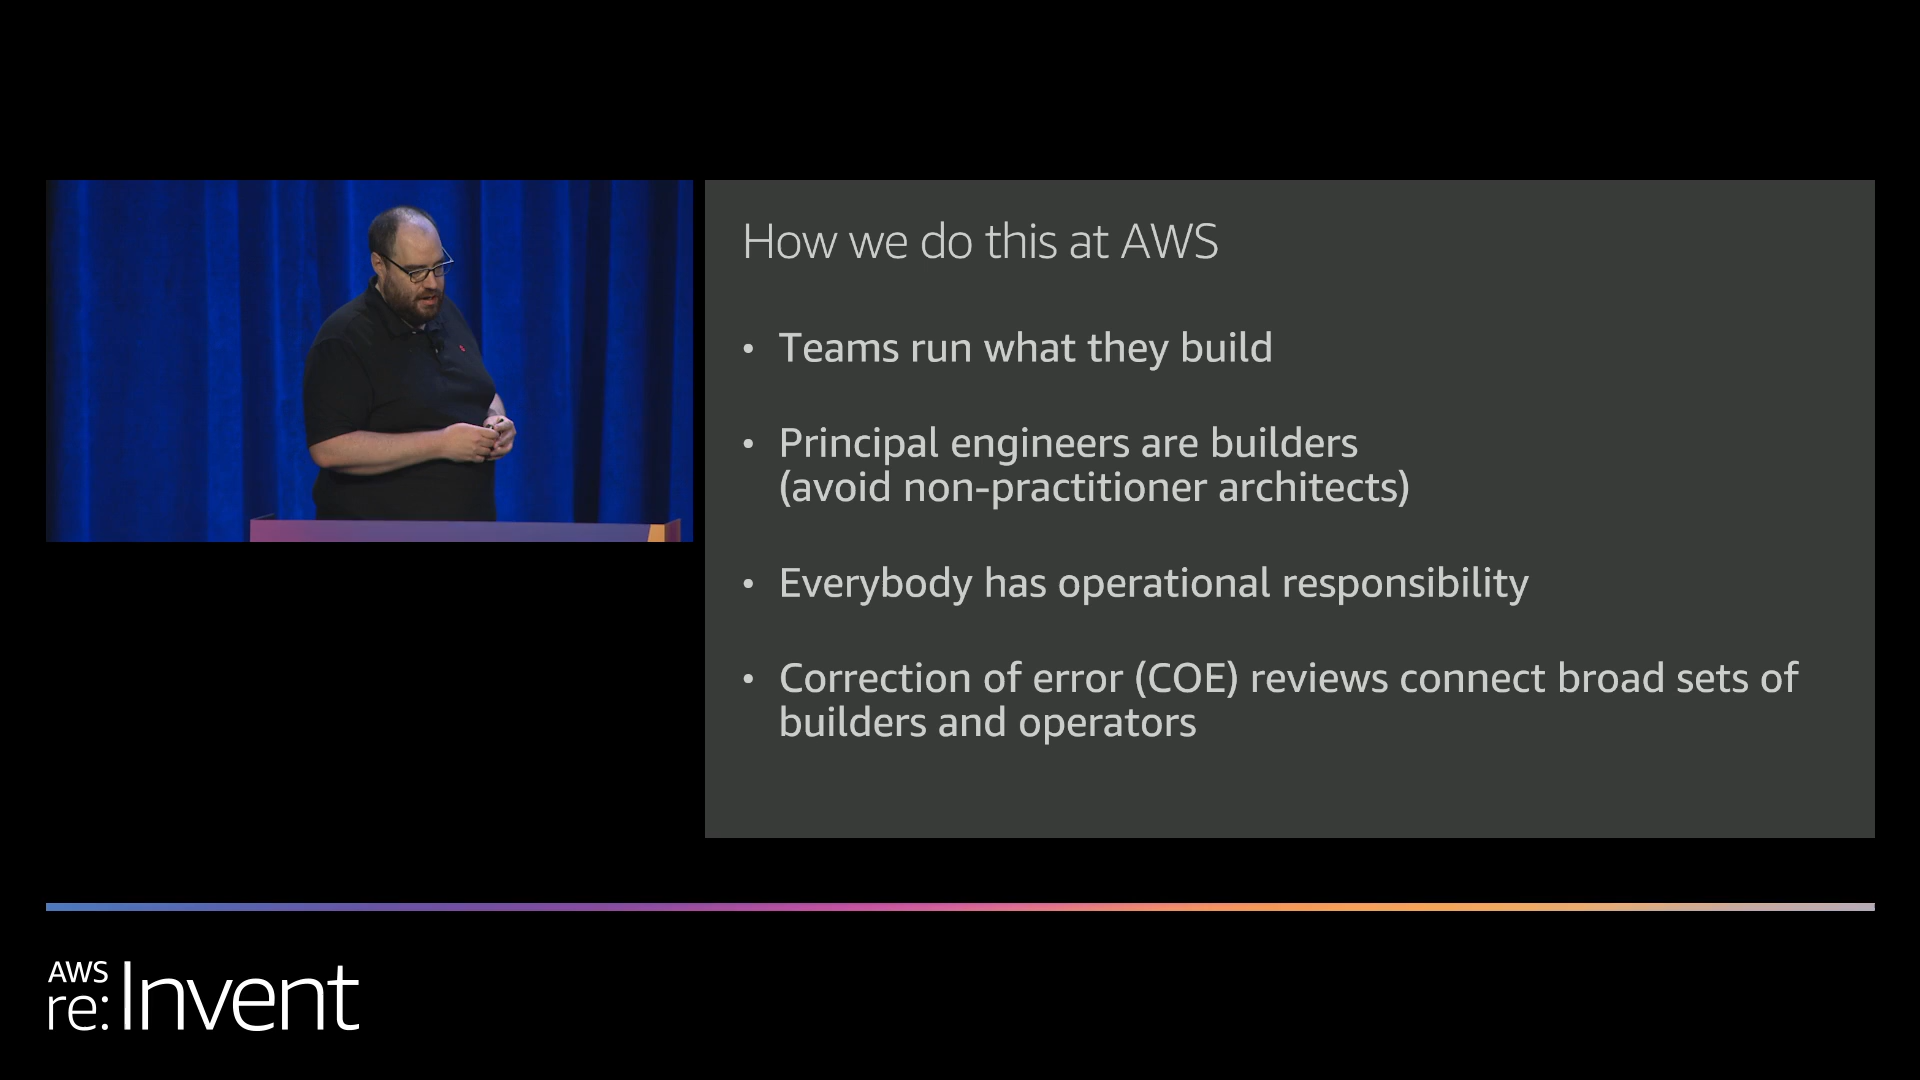 How we do this at AWS
• Teams run what they build
• Principal engineers are builders
(avoid non-practitioner architects)
• Everybody has operational responsibility
• Correction of error (COE) reviews connect broad sets of
builders and operators
AWS
re:Invent